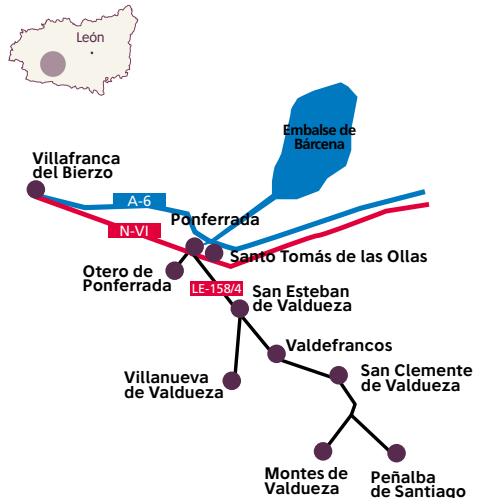 León
Embalse de
Bárcena
Villafranca
del Bierzo
A-6
Ponferrada
N-VI
Santo Tomás de las Ollas
Otero de
Ponferrada
LE-158/4
San Esteban
de Valdueza
Valdefrancos
San Clemente
de Valdueza
Villanueva
de Valdueza
Montes de
Valdueza
Peñalba
de Santiago